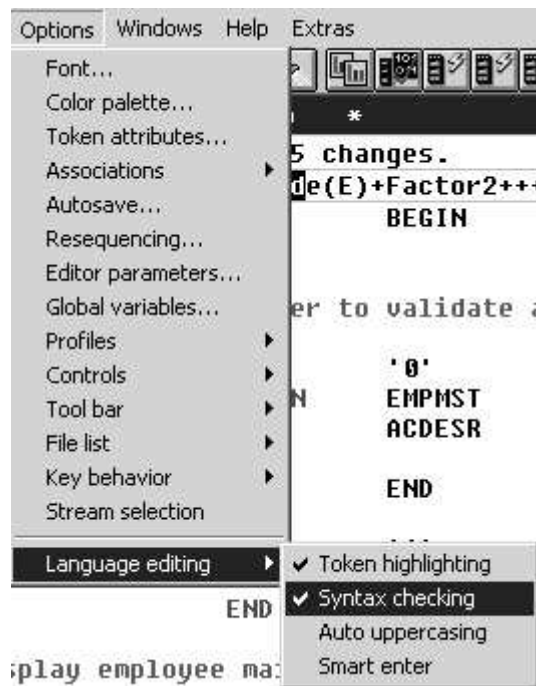 Options Windows Help Extras
Font...
Color palette...
*
Token attributes...
5 changes.
Associations
de(E)+Factor2+++
Autosave...
BEGIN
Resequencing...
Editor parameters...
Global variables...
er to validate a
Profiles
Controls
'0'
Tool bar
N EMPMST
File list
ACDESR
Key behavior
END
Stream selection
Language editing
Token highlighting
END
Syntax checking
Auto uppercasing
splay employee ma
Smart enter